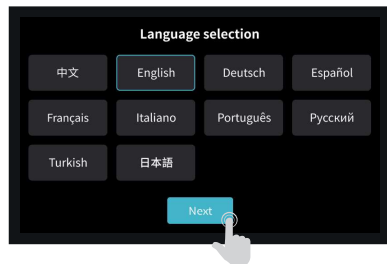 Language selection
中文 English Deutsch Español
Français Italiano Português Русский
Turkish 日本語
Next